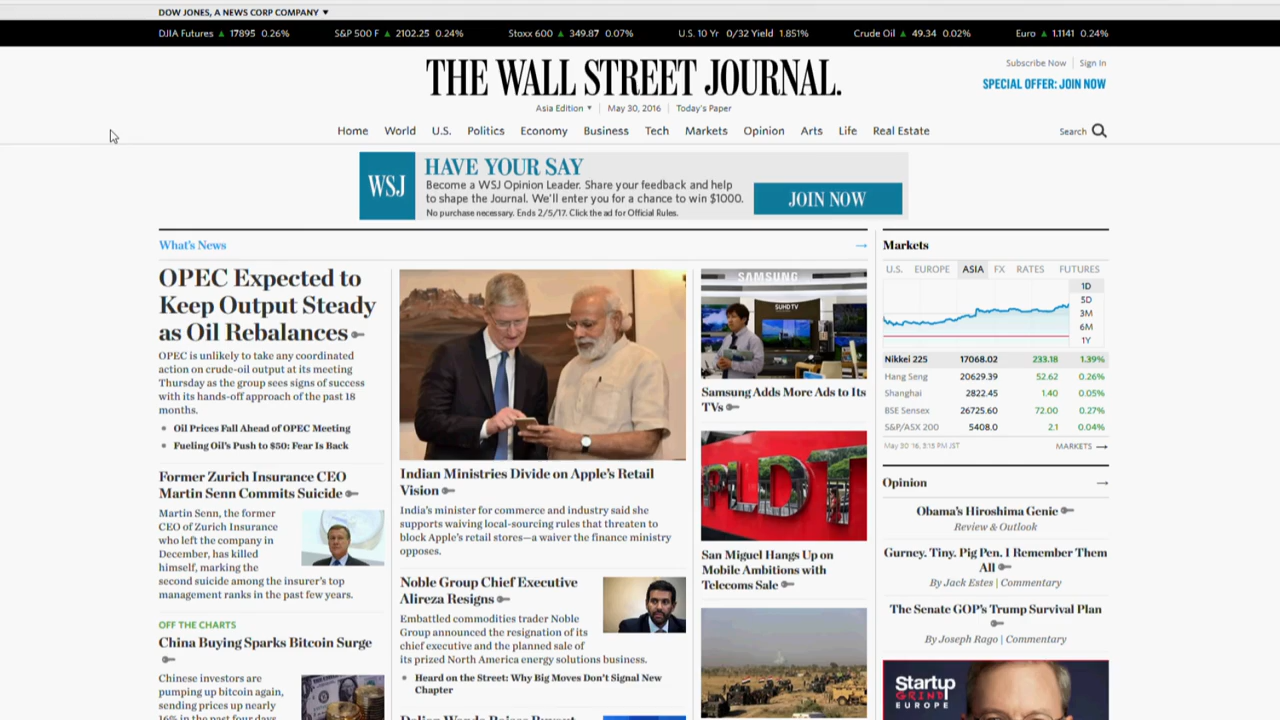 DOW JONES, A NEWS CORP COMPANY ▼
DJIA Futures ▲ 17895 0.26% S&P 500 F ▲ 2102.25 0.24% Stoxx 600 ▲ 349.87 0.07% U.S. 10 Yr 0/32 Yield 1.851% Crude Oil ▲ 49.34 0.02% Euro ▲ 1.1141 0.24%
Subscribe Now | Sign In
THE WALL STREET JOURNAL.
SPECIAL OFFER: JOIN NOW
Asia Edition ▼ | May 30, 2016 | Today's Paper
Home World U.S. Politics Economy Business Tech Markets Opinion Arts Life Real Estate
Search
WSJ
HAVE YOUR SAY
Become a WSJ Opinion Leader. Share your feedback and help
to shape the Journal. We'll enter you for a chance to win $1000.
No purchase necessary. Ends 2/5/17. Click the ad for Official Rules.
JOIN NOW
What's News →
OPEC Expected to
Keep Output Steady
as Oil Rebalances
OPEC is unlikely to take any coordinated
action on crude-oil output at its meeting
Thursday as the group sees signs of success
with its hands-off approach of the past 18
months.
Oil Prices Fall Ahead of OPEC Meeting
Fueling Oil's Push to $50: Fear Is Back
Former Zurich Insurance CEO
Martin Senn Commits Suicide
Martin Senn, the former
CEO of Zurich Insurance
who left the company in
December, has killed
himself, marking the
second suicide among the insurer's top
management ranks in the past few years.
OFF THE CHARTS
China Buying Sparks Bitcoin Surge
Chinese investors are
pumping up bitcoin again,
sending prices up nearly
16% in the past four days
Indian Ministries Divide on Apple's Retail
Vision
India's minister for commerce and industry said she
supports waiving local-sourcing rules that threaten to
block Apple's retail stores—a waiver the finance ministry
opposes.
Noble Group Chief Executive
Alireza Resigns
Embattled commodities trader Noble
Group announced the resignation of its
chief executive and the planned sale of
its prized North America energy solutions business.
Heard on the Street: Why Big Moves Don't Signal New
Chapter
SAMSUNG
SUHD TV
Samsung Adds More Ads to Its
TVs
PLDT
San Miguel Hangs Up on
Mobile Ambitions with
Telecoms Sale
Markets
U.S. EUROPE ASIA FX RATES FUTURES
1D
5D
3M
6M
1Y
Nikkei 225 17068.02 233.18 1.39%
Hang Seng 20629.39 52.62 0.26%
Shanghai 2822.45 1.40 0.05%
BSE Sensex 26725.60 72.00 0.27%
S&P/ASX 200 5408.0 2.1 0.04%
May 30 '16, 3:15 PM JST MARKETS →
Opinion →
Obama's Hiroshima Genie
Review & Outlook
Gurney. Tiny. Pig Pen. I Remember Them
All
By Jack Estes | Commentary
The Senate GOP's Trump Survival Plan
By Joseph Rago | Commentary
Startup
GRIND
EUROPE